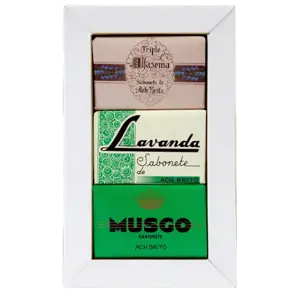 Triple
Alfazema
Sabonete de
Ach Brito
Lavanda
Sabonete
de
ACH. BRITO
MUSGO
SABONETE
ACH BRITO